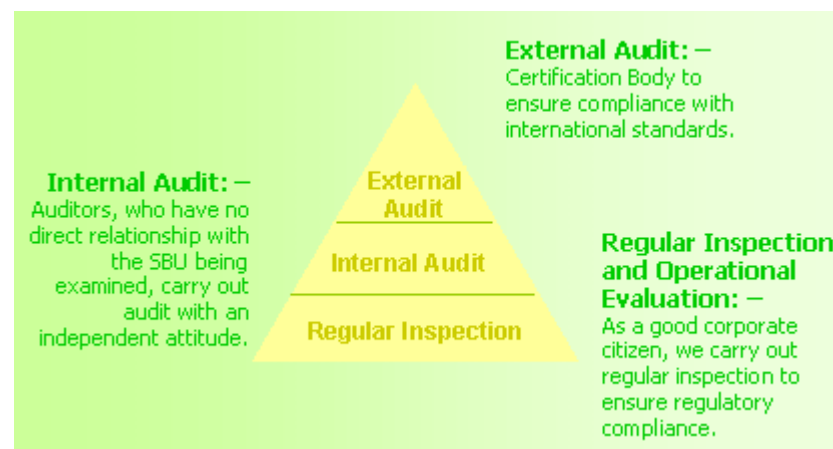 External Audit: –
Certification Body to
ensure compliance with
international standards.
Internal Audit: –
Auditors, who have no
direct relationship with
the SBU being
examined, carry out
audit with an
independent attitude.
External
Audit
Internal Audit
Regular Inspection
Regular Inspection
and Operational
Evaluation: –
As a good corporate
citizen, we carry out
regular inspection to
ensure regulatory
compliance.